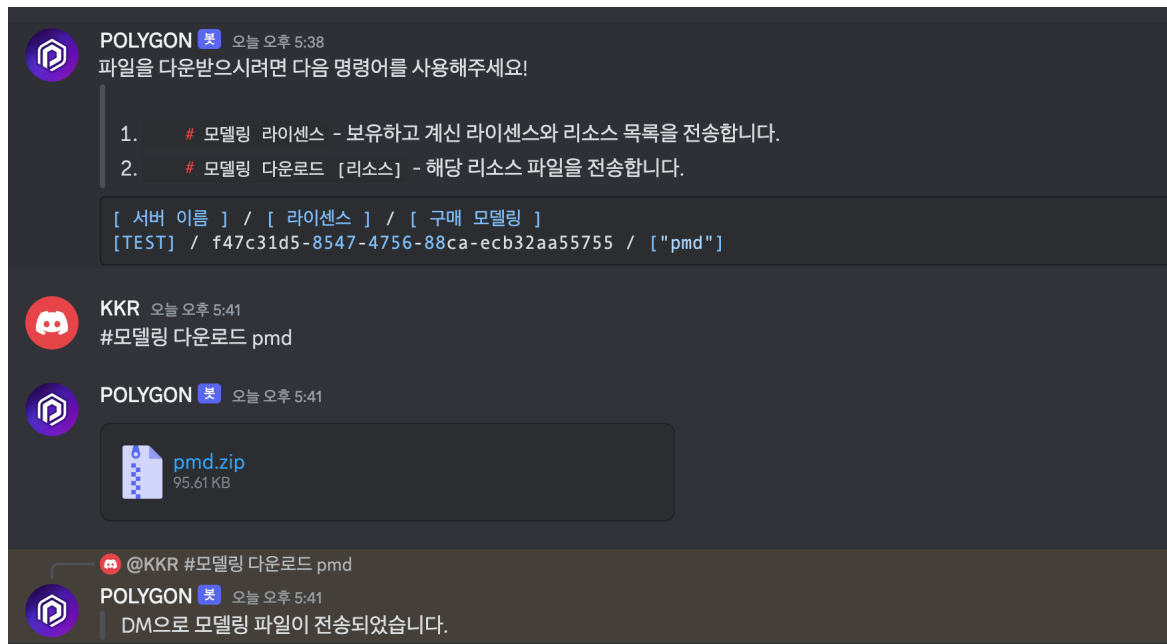 POLYGON 봇 오늘 오후 5:38
파일을 다운받으시려면 다음 명령어를 사용해주세요!
1. # 모델링 라이센스 - 보유하고 계신 라이센스와 리소스 목록을 전송합니다.
2. # 모델링 다운로드 [리소스] - 해당 리소스 파일을 전송합니다.
[ 서버 이름 ] / [ 라이센스 ] / [ 구매 모델링 ]
[TEST] / f47c31d5-8547-4756-88ca-ecb32aa55755 / ["pmd"]
KKR 오늘 오후 5:41
#모델링 다운로드 pmd
POLYGON 봇 오늘 오후 5:41
pmd.zip
95.61 KB
@KKR #모델링 다운로드 pmd
POLYGON 봇 오늘 오후 5:41
DM으로 모델링 파일이 전송되었습니다.